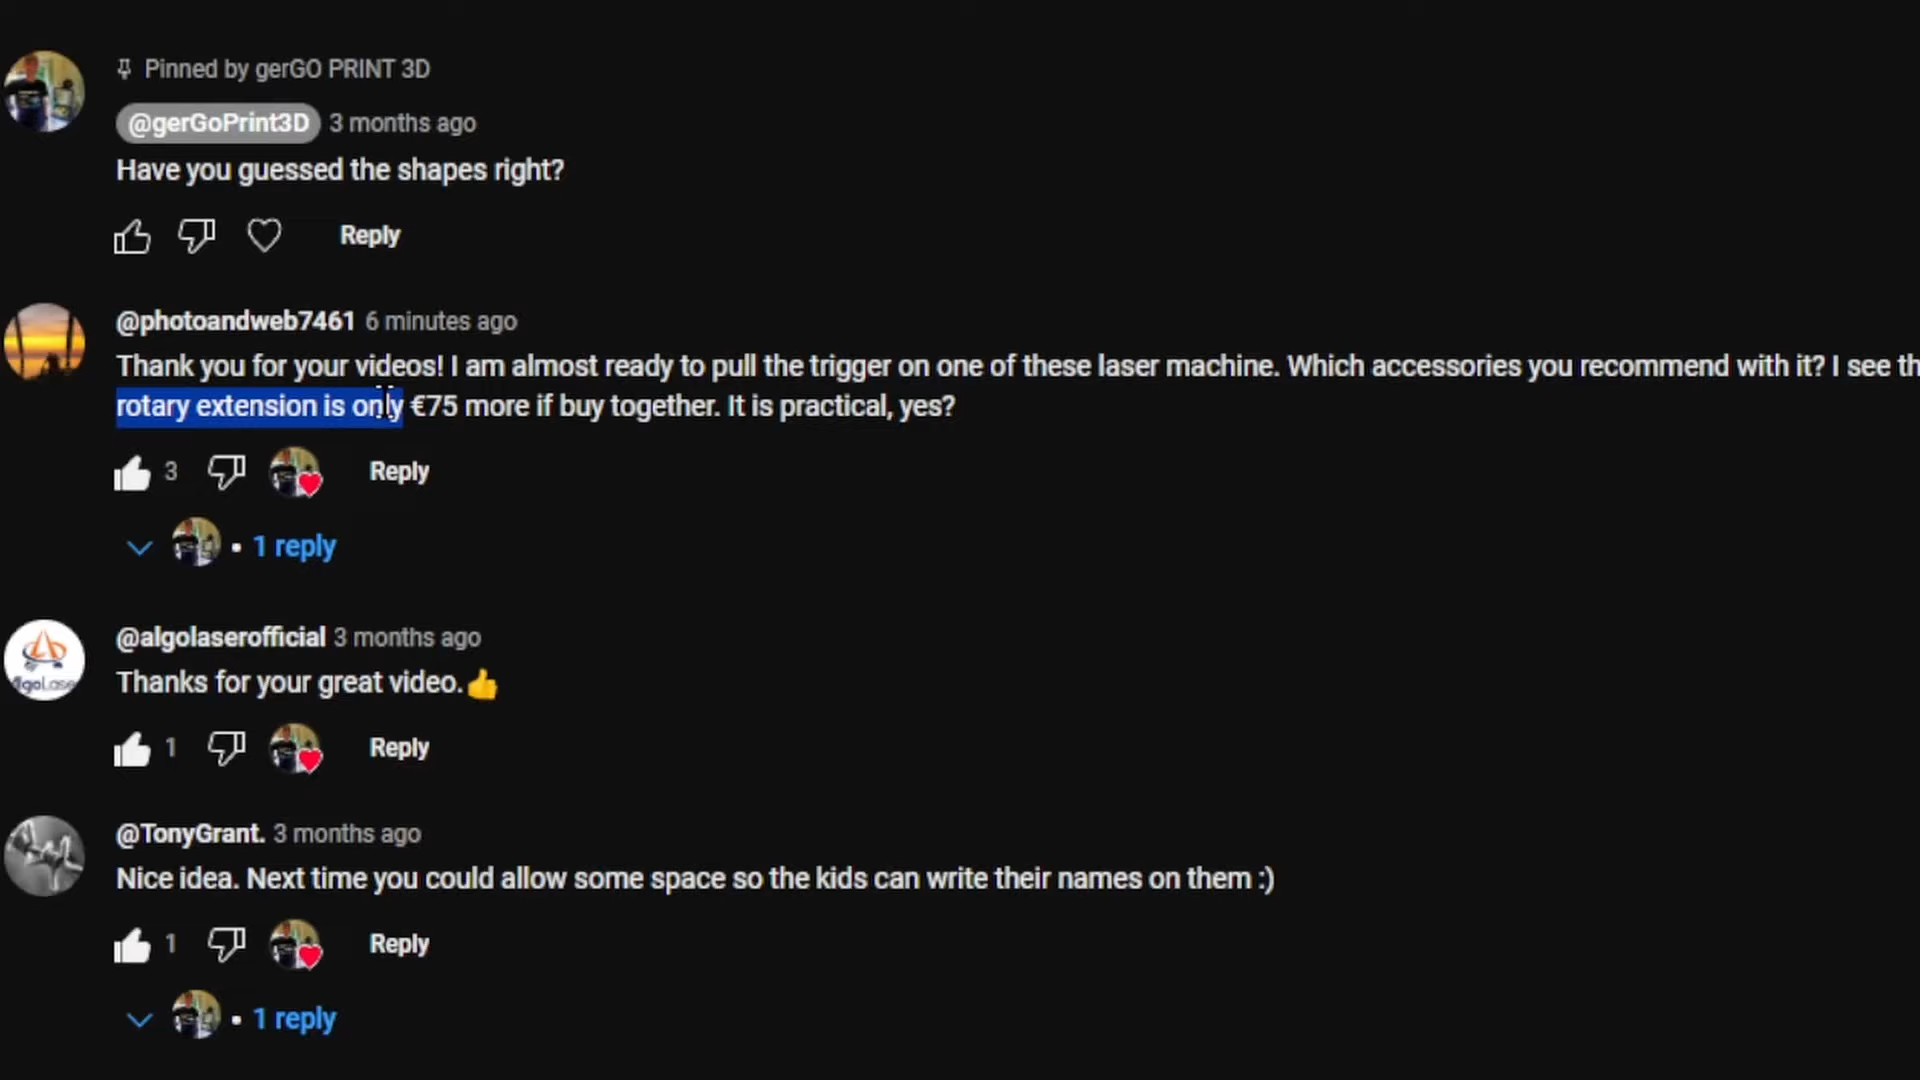 Pinned by gerGO PRINT 3D
@gerGoPrint3D 3 months ago
Have you guessed the shapes right?
Reply
@photoandweb7461 6 minutes ago
Thank you for your videos! I am almost ready to pull the trigger on one of these laser machine. Which accessories you recommend with it? I see th
rotary extension is only €75 more if buy together. It is practical, yes?
3 Reply
• 1 reply
@algolaserofficial 3 months ago
Thanks for your great video.👍
1 Reply
@TonyGrant. 3 months ago
Nice idea. Next time you could allow some space so the kids can write their names on them :)
1 Reply
• 1 reply